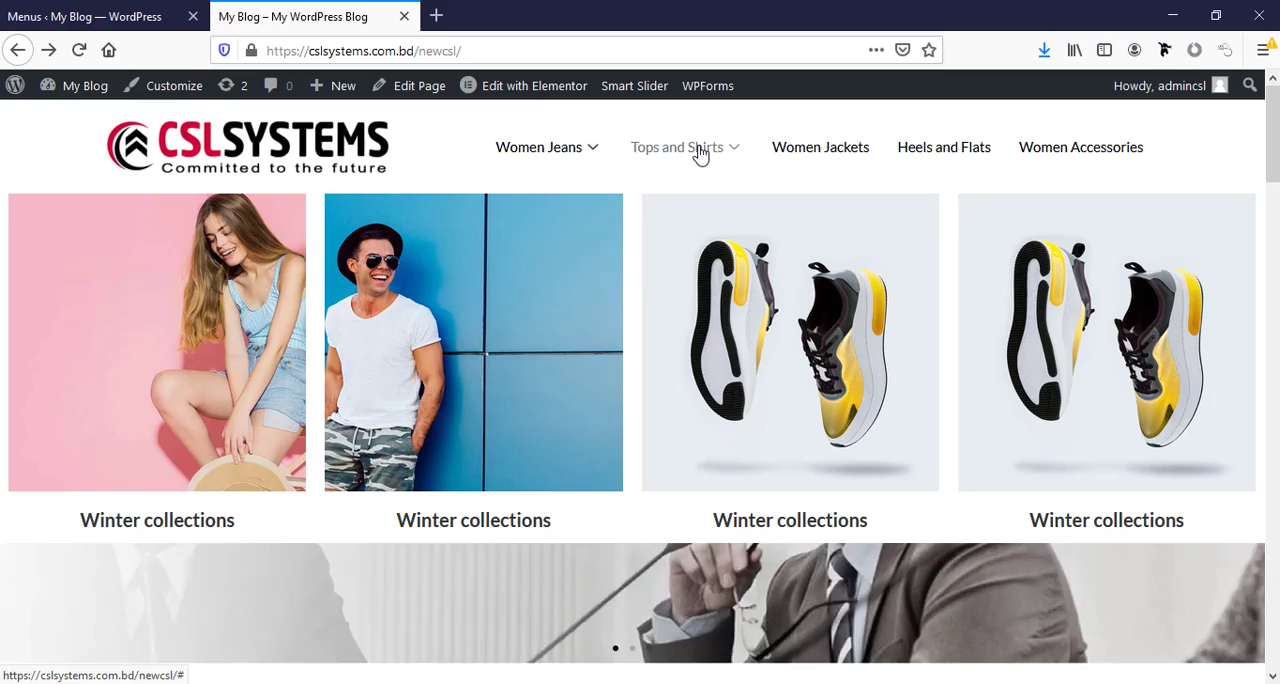 Menus ‹ My Blog — WordPress
My Blog – My WordPress Blog
https://cslsystems.com.bd/newcsl/
My Blog Customize 2 0 New Edit Page Edit with Elementor Smart Slider WPForms Howdy, admincsl
CSLSYSTEMS
Committed to the future
Women Jeans Tops and Shirts Women Jackets Heels and Flats Women Accessories
Winter collections Winter collections Winter collections Winter collections
https://cslsystems.com.bd/newcsl/#